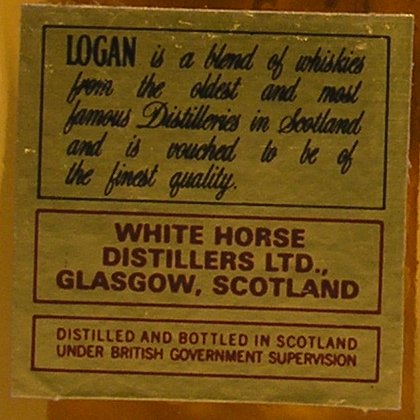 LOGAN is a blend of whiskies
from the oldest and most
famous Distilleries in Scotland
and is vouched to be of
the finest quality.
WHITE HORSE
DISTILLERS LTD.,
GLASGOW, SCOTLAND
DISTILLED AND BOTTLED IN SCOTLAND
UNDER BRITISH GOVERNMENT SUPERVISION